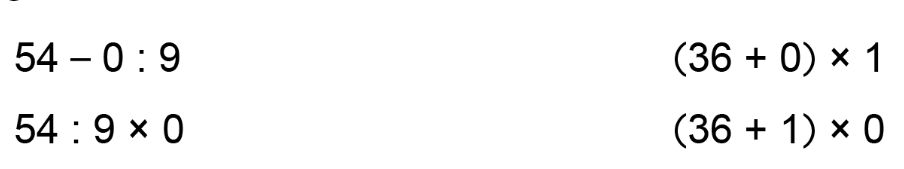 54 – 0 : 9 (36 + 0) × 1
54 : 9 × 0 (36 + 1) × 0